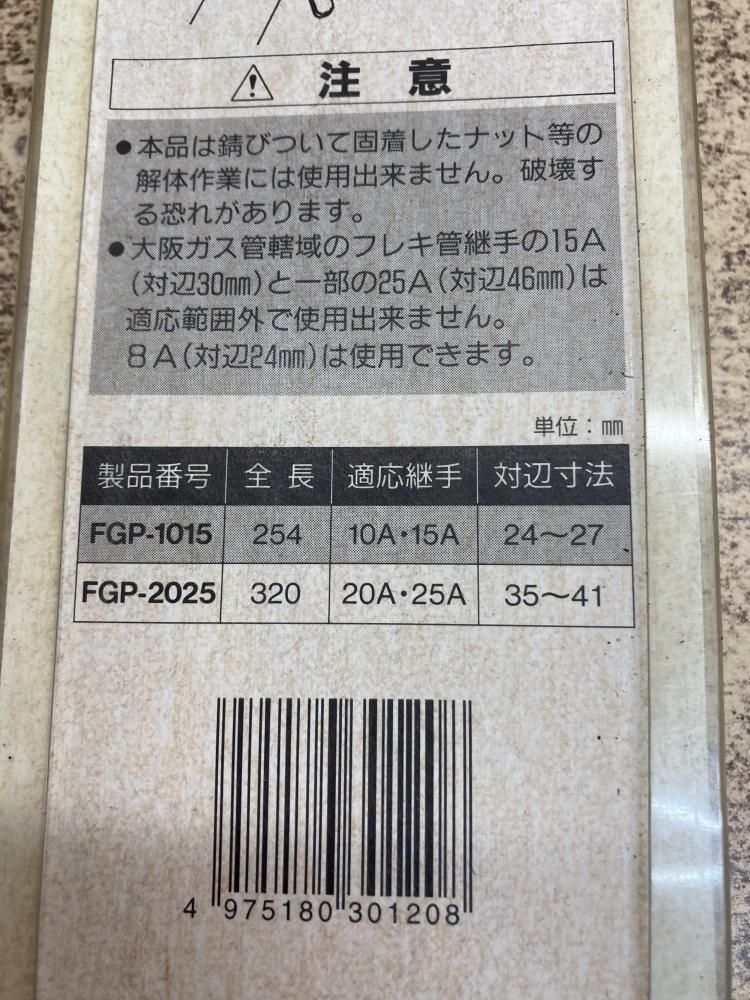 注意
●本品は錆びついて固着したナット等の
解体作業には使用出来ません。破壊す
る恐れがあります。
●大阪ガス管轄域のフレキ管継手の15A
(対辺30㎜)と一部の25A(対辺46㎜)は
適応範囲外で使用出来ません。
8A(対辺24㎜)は使用できます。
単位：㎜
製品番号 全長 適応継手 対辺寸法
FGP-1015 254 10A・15A 24〜27
FGP-2025 320 20A・25A 35〜41
4 975180 301208